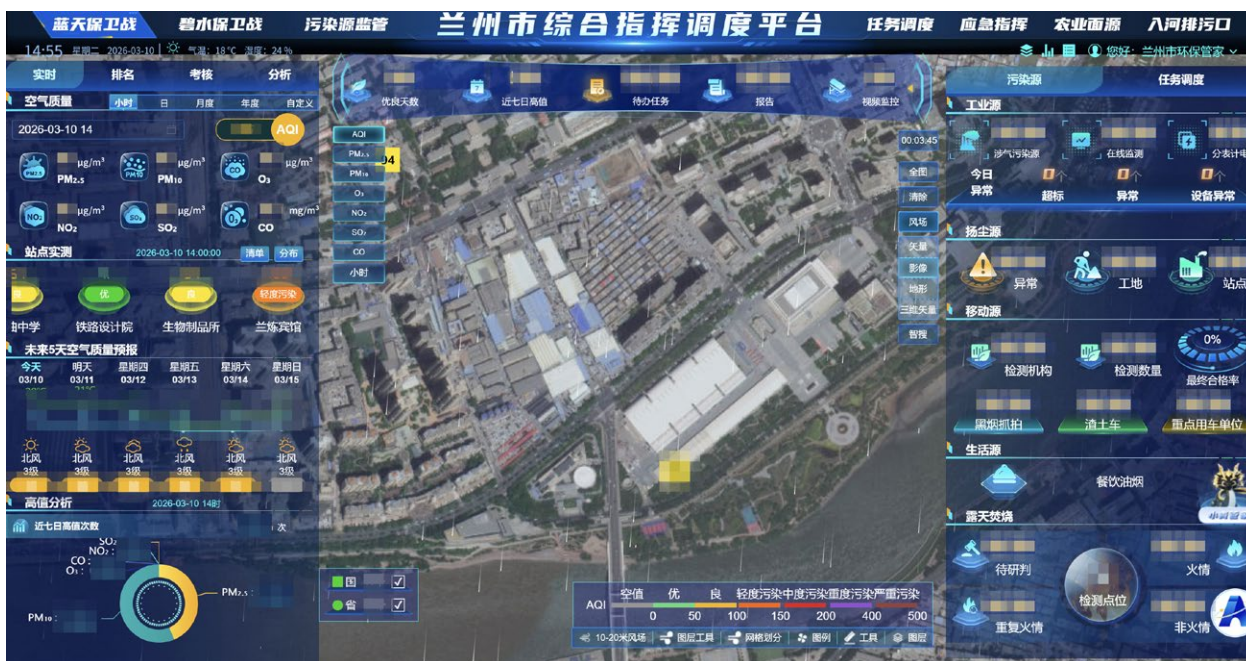 蓝天保卫战 碧水保卫战 污染源监管 兰州市综合指挥调度平台 任务调度 应急指挥 农业面源 入河排污口
14:55 星期二 2026-03-10 气温：18°C 湿度：24% 您好：兰州市环保管家
实时 排名 考核 分析
空气质量 小时 日 月度 年度 自定义
2026-03-10 14 AQI
μg/m³ μg/m³ μg/m³
PM2.5 PM2.5 PM10 PM10 CO O₃
μg/m³ μg/m³ mg/m³
NO₂ NO₂ SO₂ SO₂ O₃ CO
站点实测 2026-03-10 14:00:00 清单 分布
优 良 轻度污染
中学 铁路设计院 生物制品所 兰炼宾馆
未来5天空气质量预报
今天 明天 星期四 星期五 星期六 星期日
03/10 03/11 03/12 03/13 03/14 03/15
北风 北风 北风 北风 北风 北风
3级 3级 3级 3级 3级 3级
高值分析 2026-03-10 14时
近七日高值次数 次
SO₂
NO₂：
CO：
O₃：
PM2.5：
PM10：
优良天数 近七日高值 待办任务 报告 视频监控
AQI
PM2.5
PM10
O₃
NO₂
SO₂
CO
小时
04
00:03:45
全图
清除
风场
矢量
影像
地形
三维矢量
智搜
国
省
空值 优 良 轻度污染 中度污染 重度污染 严重污染
AQI
0 50 100 150 200 400 500
10-20米风场 图层工具 网格划分 图例 工具 图层
污染源 任务调度
工业源
涉气污染源 在线监测 分表计电
今日异常 个 个
超标 异常 设备异常
扬尘源
异常 工地 站点
移动源
检测机构 检测数量 0%
最终合格率
黑烟抓拍 渣土车 重点用车单位
生活源
餐饮油烟
露天焚烧
待研判 火情
检测点位
重复火情 非火情